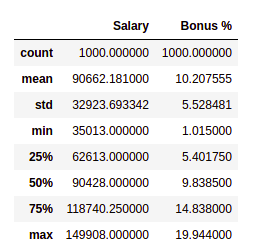 Salary Bonus %
count 1000.000000 1000.000000
mean 90662.181000 10.207555
std 32923.693342 5.528481
min 35013.000000 1.015000
25% 62613.000000 5.401750
50% 90428.000000 9.838500
75% 118740.250000 14.838000
max 149908.000000 19.944000